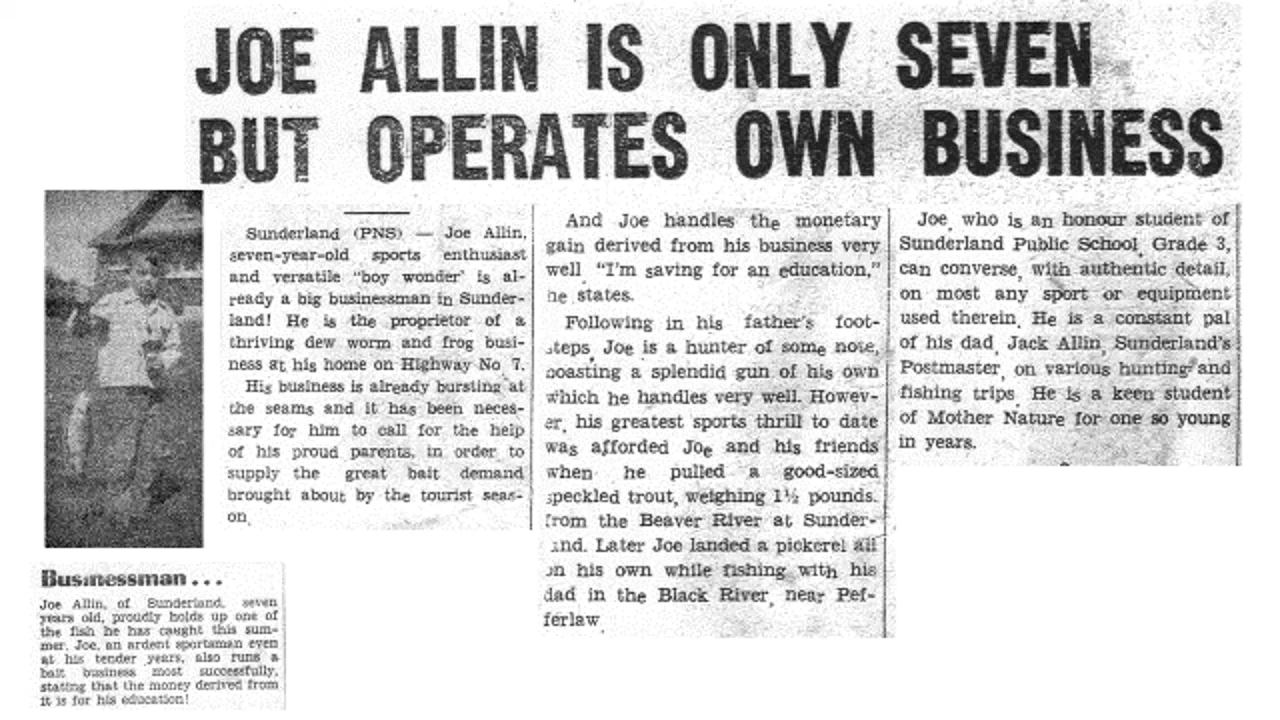 JOE ALLIN IS ONLY SEVEN
BUT OPERATES OWN BUSINESS
Sunderland (PNS) — Joe Allin,
seven-year-old sports enthusiast
and versatile "boy wonder" is al-
ready a big businessman in Sunder-
land! He is the proprietor of a
thriving dew worm and frog busi-
ness at his home on Highway No 7.
His business is already bursting at
the seams and it has been neces-
sary for him to call for the help
of his proud parents, in order to
supply the great bait demand
brought about by the tourist seas-
on.
And Joe handles the monetary
gain derived from his business very
well. "I'm saving for an education,"
he states.
Following in his father's foot-
steps, Joe is a hunter of some note,
boasting a splendid gun of his own
which he handles very well. Howev-
er, his greatest sports thrill to date
was afforded Joe and his friends
when he pulled a good-sized
speckled trout, weighing 1½ pounds.
from the Beaver River at Sunder-
land. Later Joe landed a pickerel all
on his own while fishing with his
dad in the Black River, near Pef-
ferlaw
Joe, who is an honour student of
Sunderland Public School, Grade 3,
can converse, with authentic detail,
on most any sport or equipment
used therein. He is a constant pal
of his dad, Jack Allin, Sunderland's
Postmaster, on various hunting and
fishing trips. He is a keen student
of Mother Nature for one so young
in years.
Businessman...
Joe Allin, of Sunderland, seven
years old, proudly holds up one of
the fish he has caught this sum-
mer. Joe, an ardent sportsman even
at his tender years, also runs a
bait business most successfully,
stating that the money derived from
it is for his education!